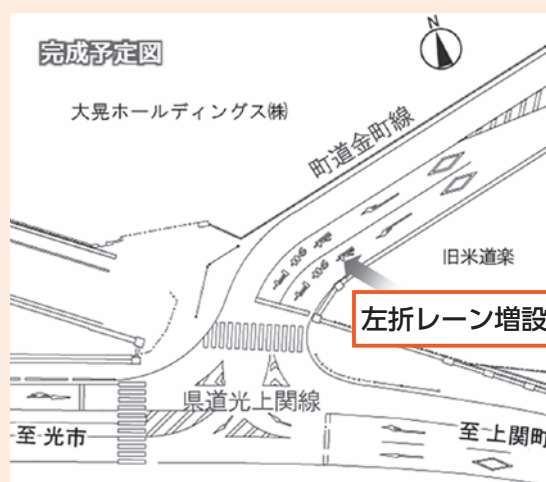 完成予定図
N
大晃ホールディングス㈱
町道金町線
旧米道楽
左折レーン増設
県道光上関線
至 光市
至 上関町